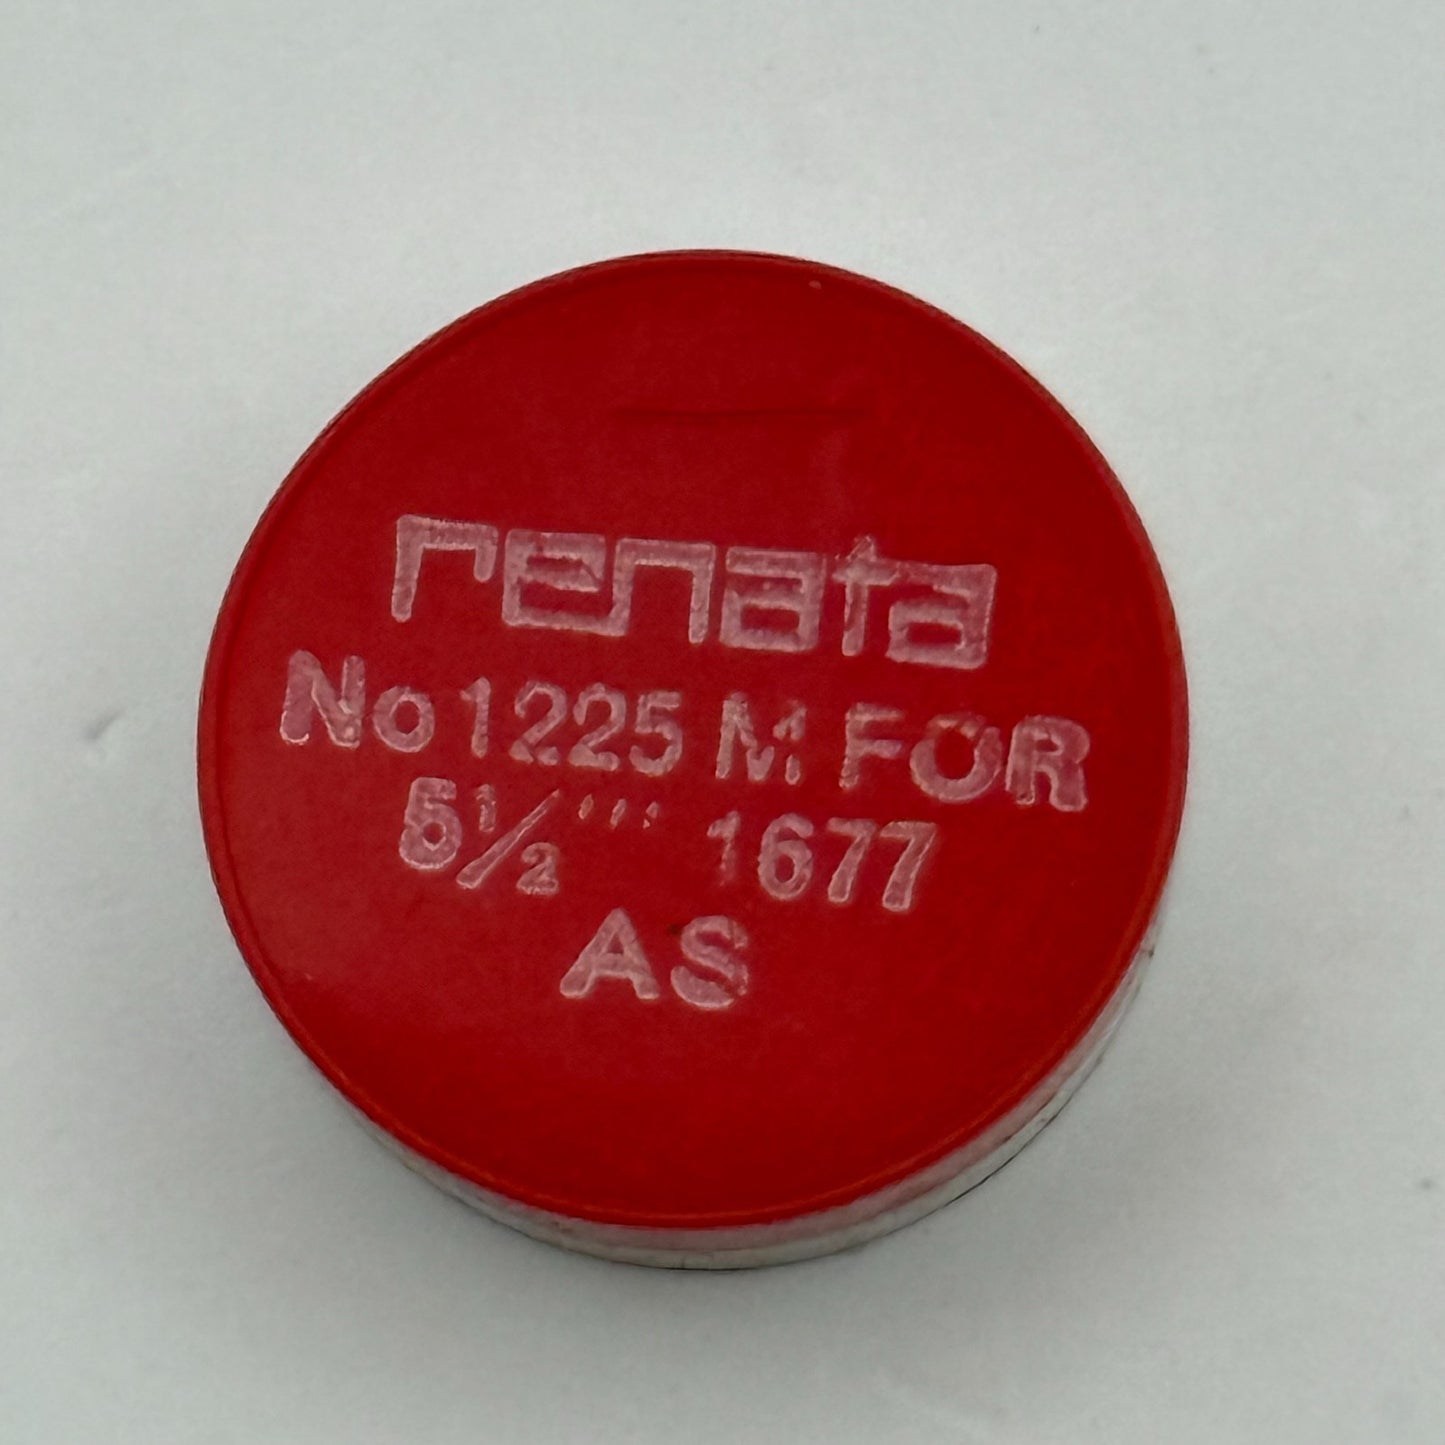 renata
No 1225 M FOR
5½''' 1677
AS